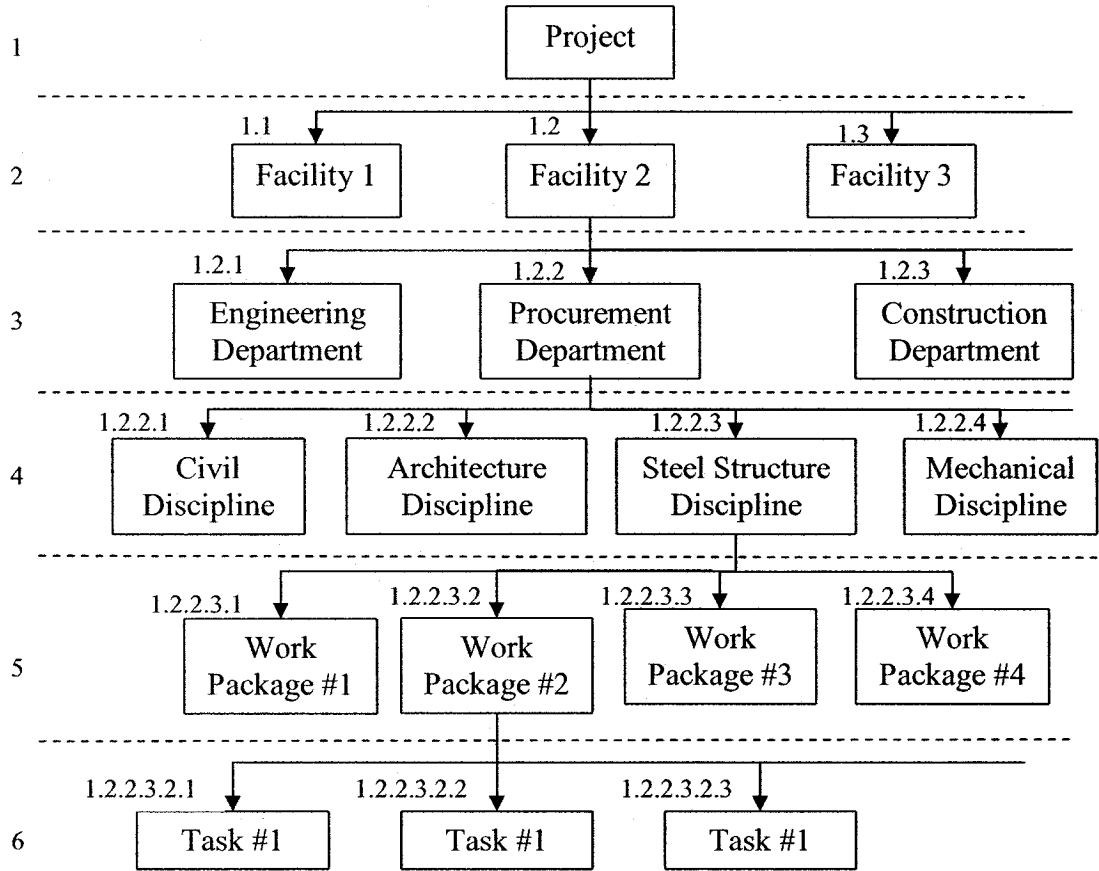 1
Project
1.1
1.2
1.3
2
Facility 1
Facility 2
Facility 3
1.2.1
1.2.2
1.2.3
3
Engineering
Department
Procurement
Department
Construction
Department
1.2.2.1
1.2.2.2
1.2.2.3
1.2.2.4
4
Civil
Discipline
Architecture
Discipline
Steel Structure
Discipline
Mechanical
Discipline
1.2.2.3.1
1.2.2.3.2
1.2.2.3.3
1.2.2.3.4
5
Work
Package #1
Work
Package #2
Work
Package #3
Work
Package #4
1.2.2.3.2.1
1.2.2.3.2.2
1.2.2.3.2.3
6
Task #1
Task #1
Task #1